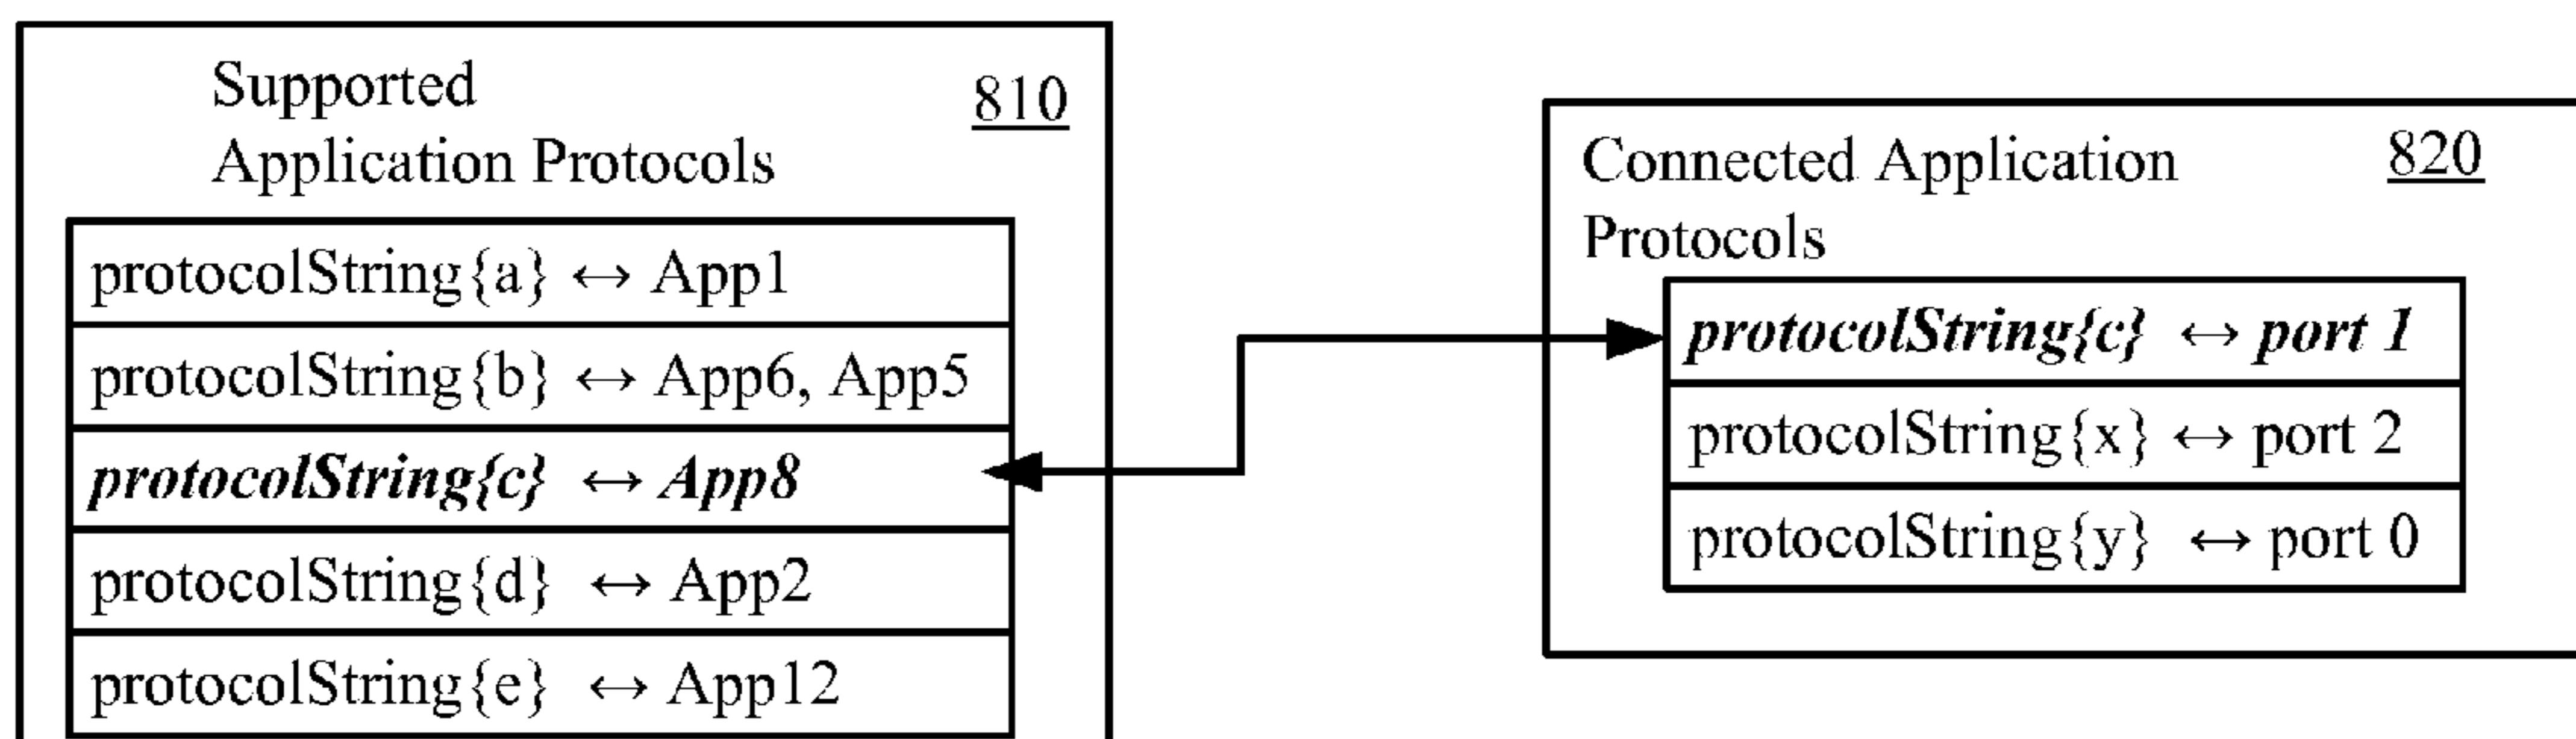 Supported
Application Protocols
810
protocolString{a} ↔ App1
protocolString{b} ↔ App6, App5
protocolString{c} ↔ App8
protocolString{d} ↔ App2
protocolString{e} ↔ App12
Connected Application
Protocols
820
protocolString{c} ↔ port 1
protocolString{x} ↔ port 2
protocolString{y} ↔ port 0